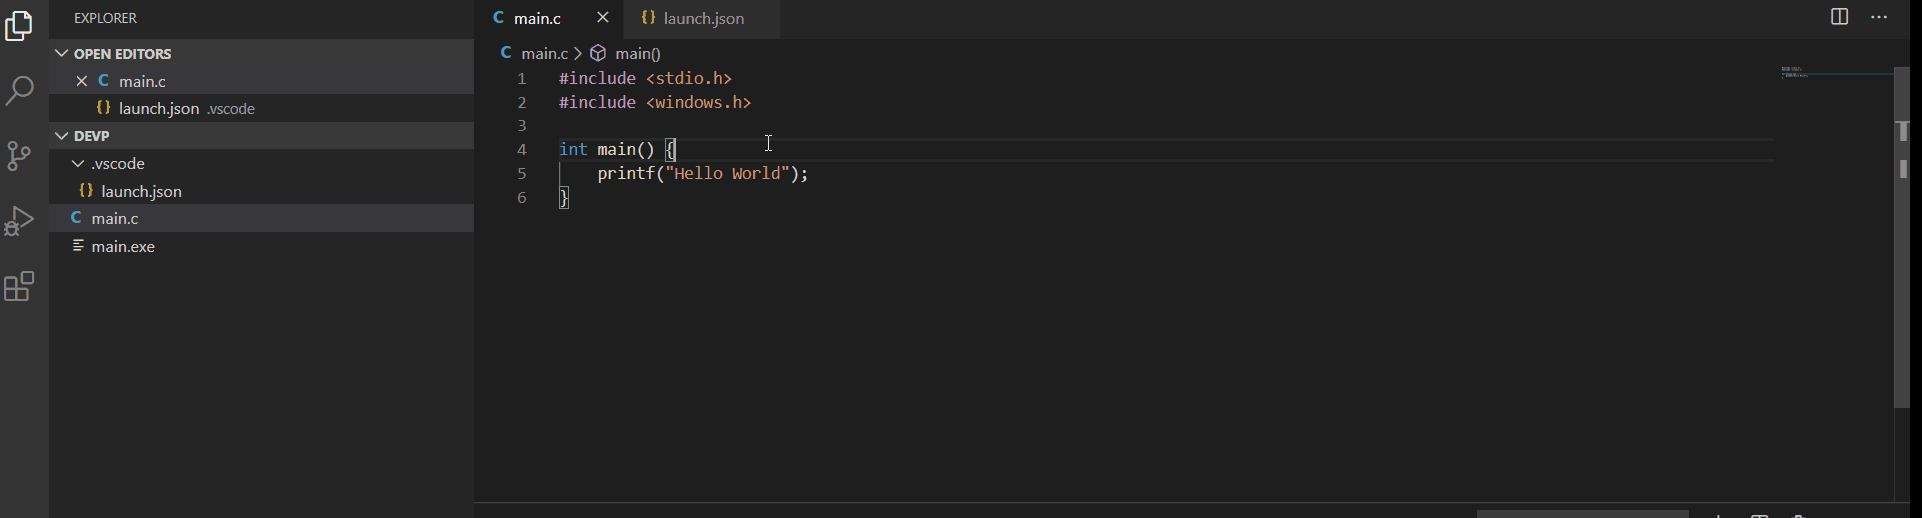 EXPLORER
OPEN EDITORS
C main.c
{} launch.json .vscode
DEVP
.vscode
{} launch.json
C main.c
main.exe
C main.c
{} launch.json
C main.c > main()
1 #include <stdio.h>
2 #include <windows.h>
3
4 int main() {
5     printf("Hello World");
6 }